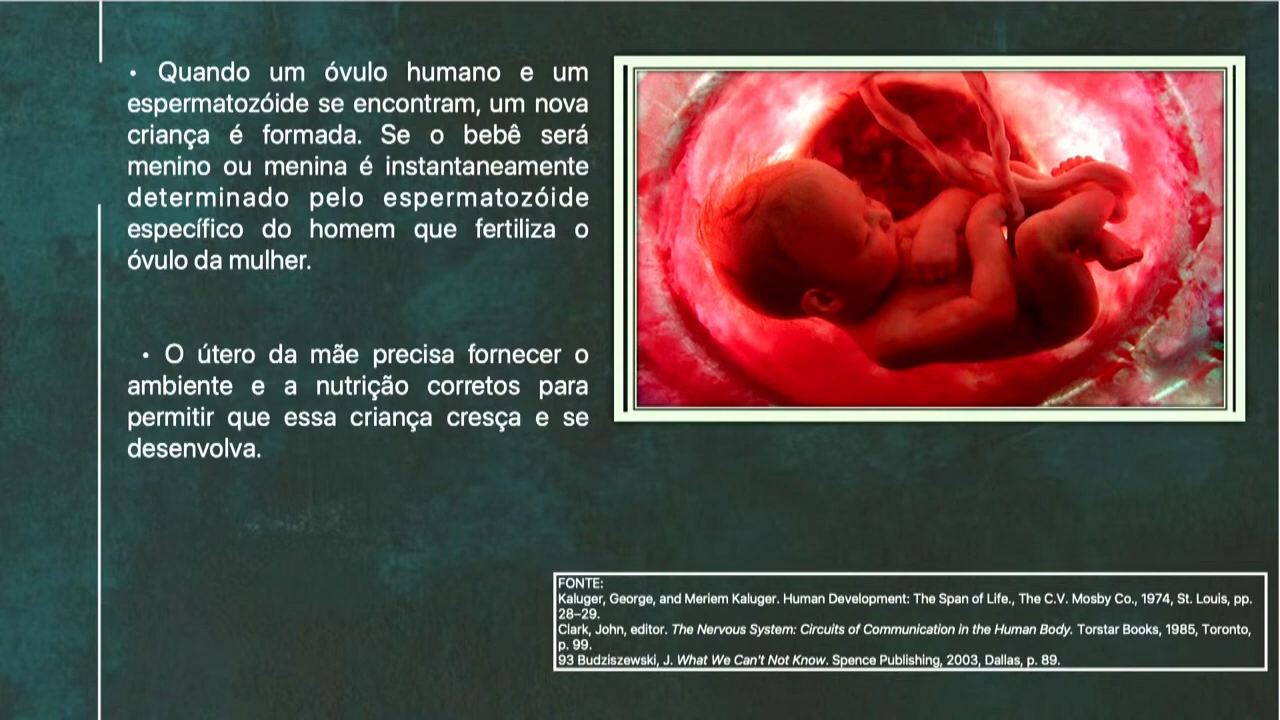 • Quando um óvulo humano e um
espermatozóide se encontram, um nova
criança é formada. Se o bebê será
menino ou menina é instantaneamente
determinado pelo espermatozóide
específico do homem que fertiliza o
óvulo da mulher.
• O útero da mãe precisa fornecer o
ambiente e a nutrição corretos para
permitir que essa criança cresça e se
desenvolva.
FONTE:
Kaluger, George, and Meriem Kaluger. Human Development: The Span of Life., The C.V. Mosby Co., 1974, St. Louis, pp.
28–29.
Clark, John, editor. The Nervous System: Circuits of Communication in the Human Body. Torstar Books, 1985, Toronto,
p. 99.
93 Budziszewski, J. What We Can't Not Know. Spence Publishing, 2003, Dallas, p. 89.